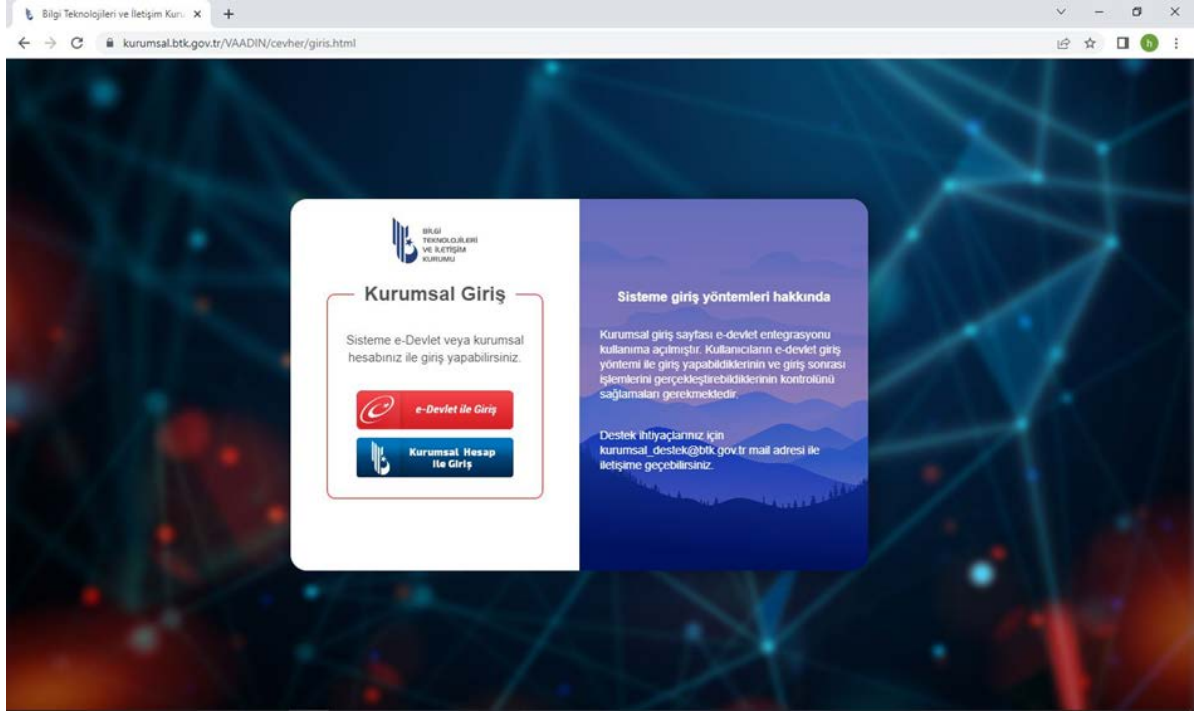 Bilgi Teknolojileri ve İletişim Kuru
kurumsal.btk.gov.tr/VAADIN/cevher/giris.html
h
BİLGİ
TEKNOLOJİLERİ
VE İLETİŞİM
KURUMU
Kurumsal Giriş
Sisteme e-Devlet veya kurumsal
hesabınız ile giriş yapabilirsiniz.
e-Devlet ile Giriş
Kurumsal Hesap
İle Giriş
Sisteme giriş yöntemleri hakkında
Kurumsal giriş sayfası e-devlet entegrasyonu
kullanıma açılmıştır. Kullanıcıların e-devlet giriş
yöntemi ile giriş yapabildiklerinin ve giriş sonrası
işlemlerini gerçekleştirebildiklerinin kontrolünü
sağlamaları gerekmektedir.
Destek ihtiyaçlarınız için
kurumsal_destek@btk.gov.tr mail adresi ile
iletişime geçebilirsiniz.